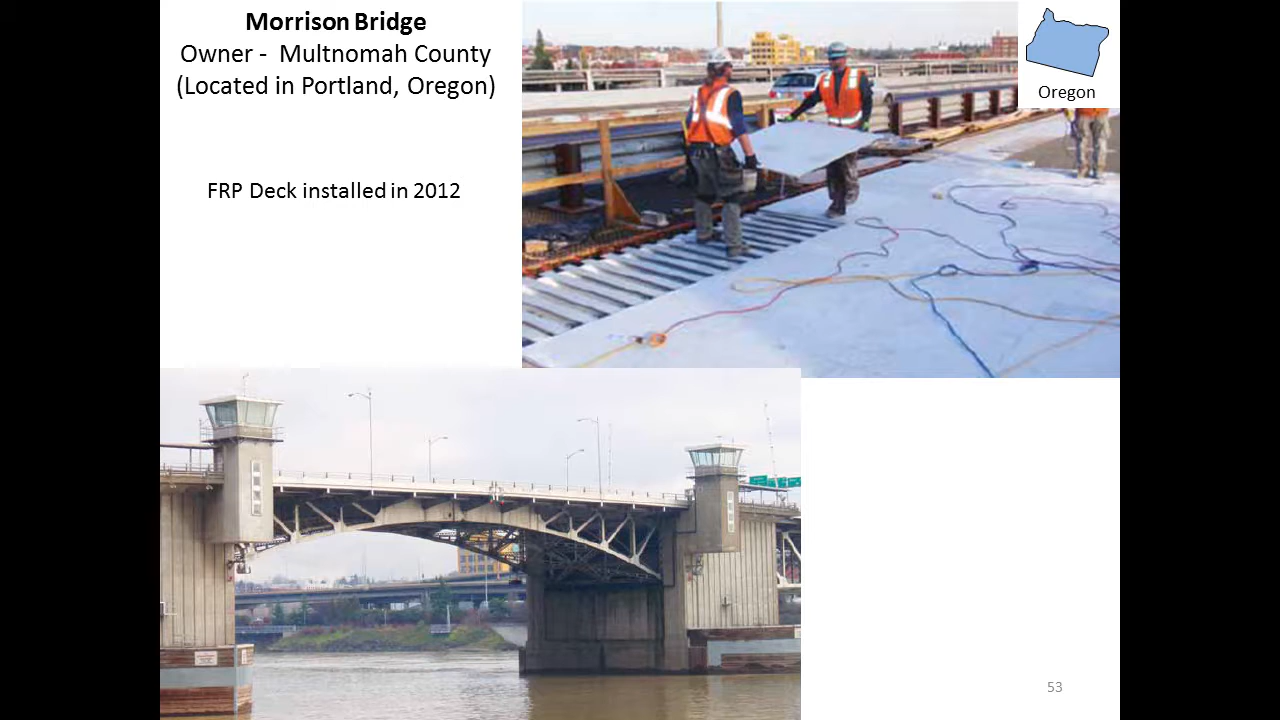 Morrison Bridge
Owner - Multnomah County
(Located in Portland, Oregon)
Oregon
FRP Deck installed in 2012
53